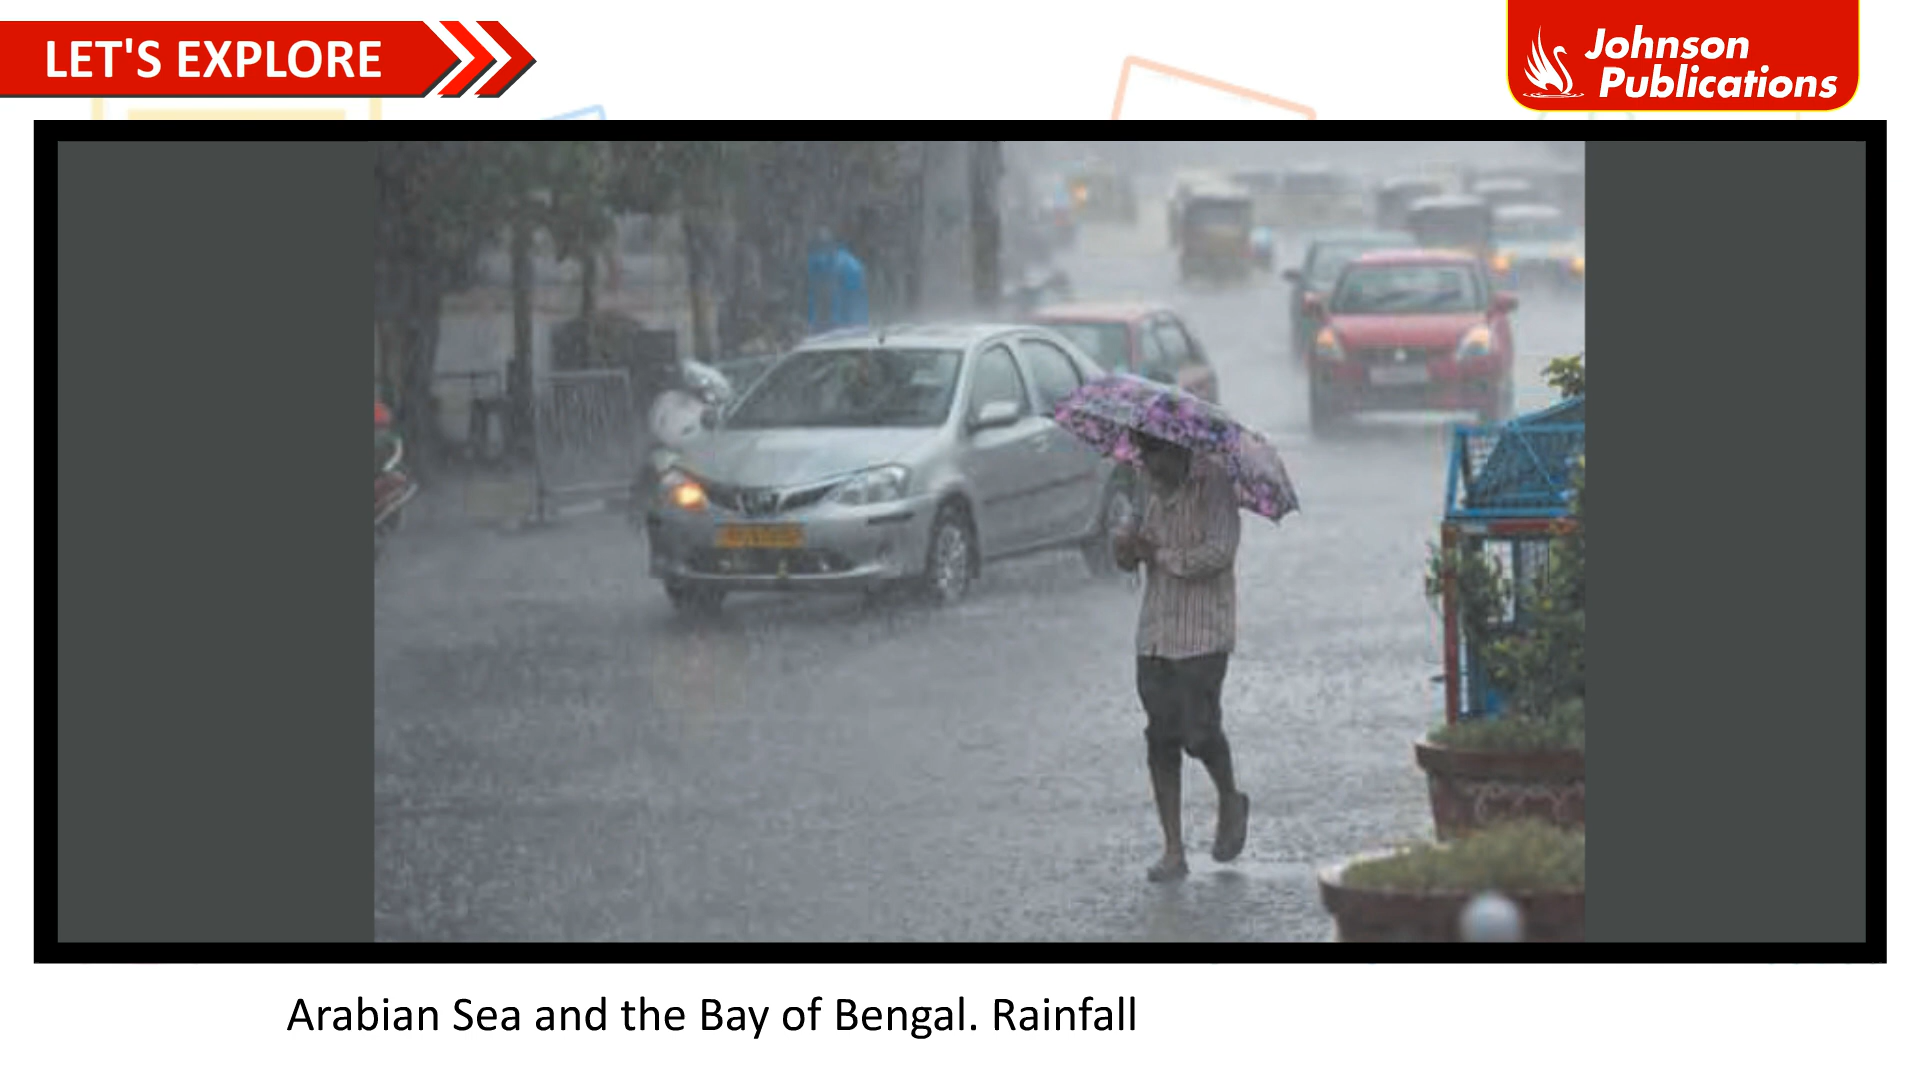 LET'S EXPLORE
Johnson
Publications
Arabian Sea and the Bay of Bengal. Rainfall